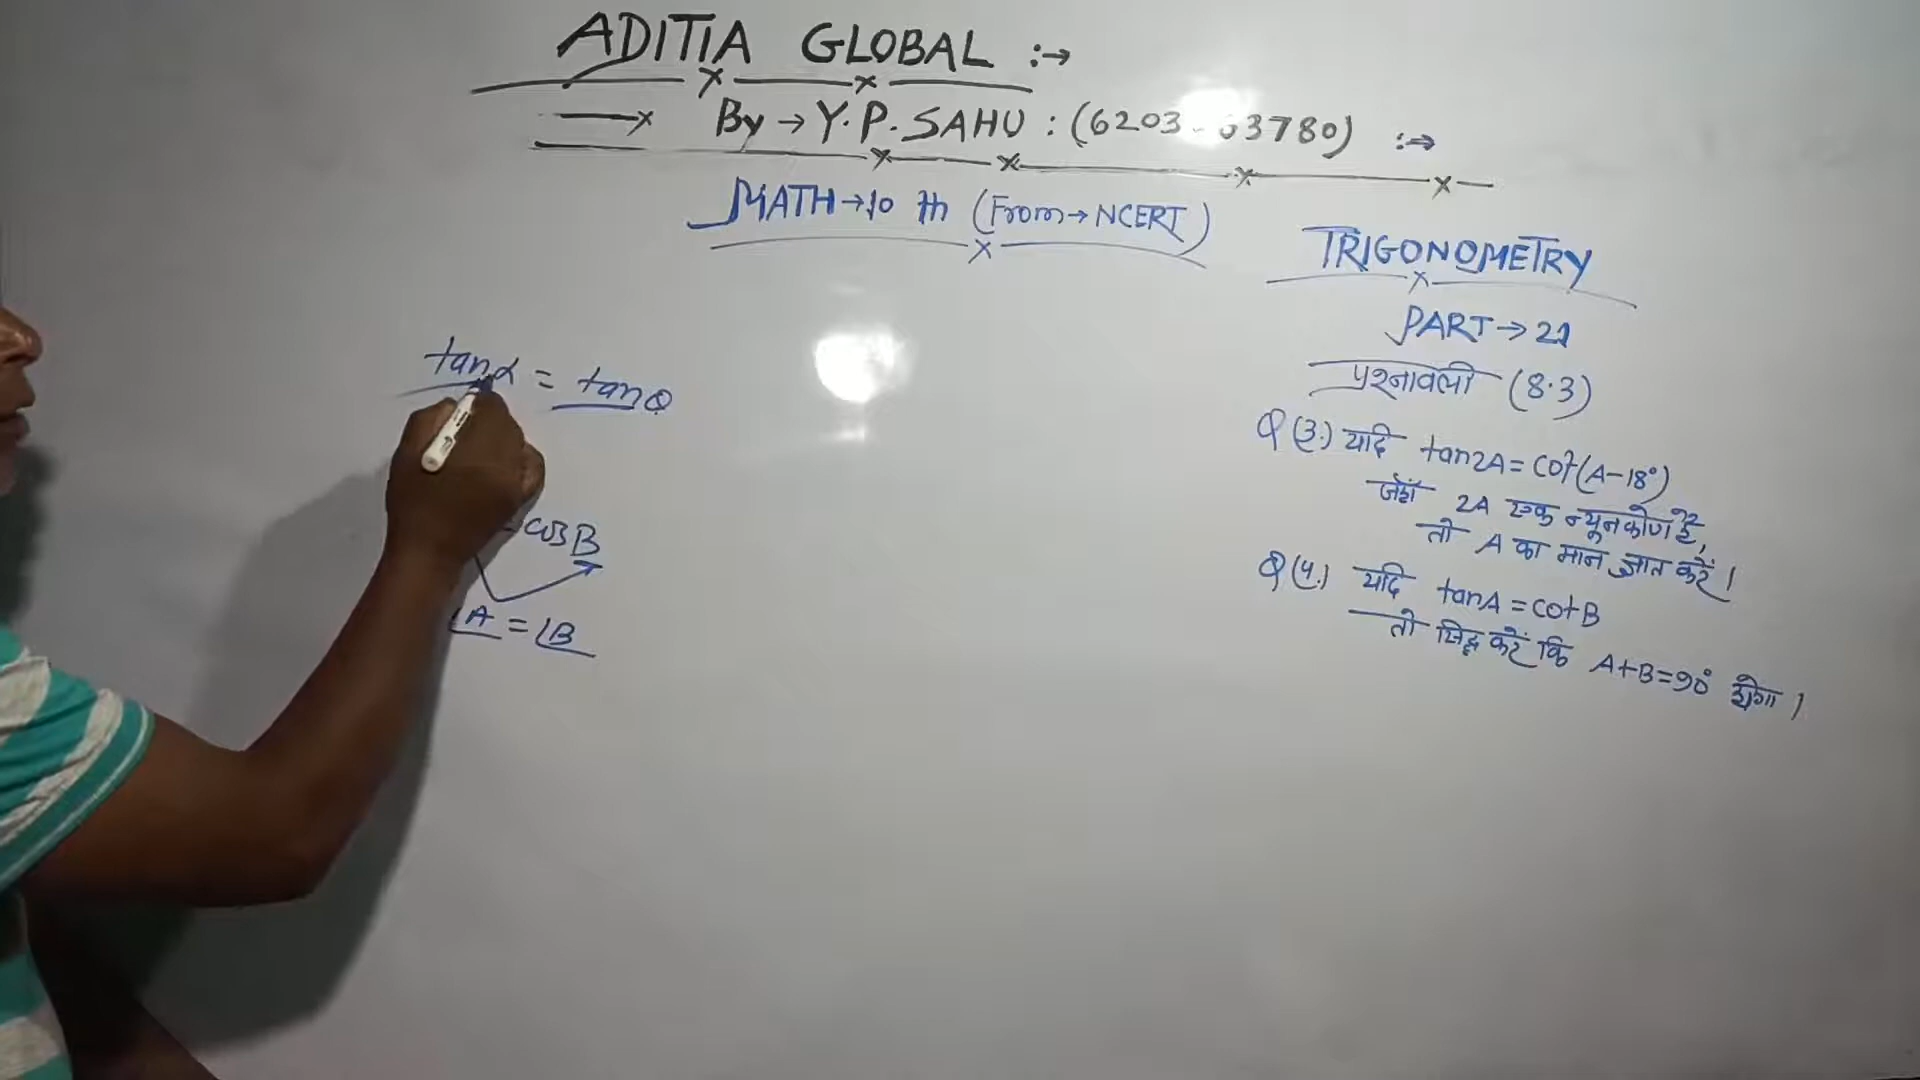 ADITIA GLOBAL :→
By → Y.P. SAHU : (6203 3780) :→
MATH → 10 th (From → NCERT)
TRIGONOMETRY
PART → 21
प्रश्नावली (8.3)
Q (3.) यदि tan2A = cot(A-18°)
जहाँ 2A एक न्यूनकोण है,
तो A का मान ज्ञात करें।
Q (4.) यदि tanA = cotB
तो सिद्ध करें कि A+B=90° होगा।
tanα = tanθ
= cosB
∠A = ∠B